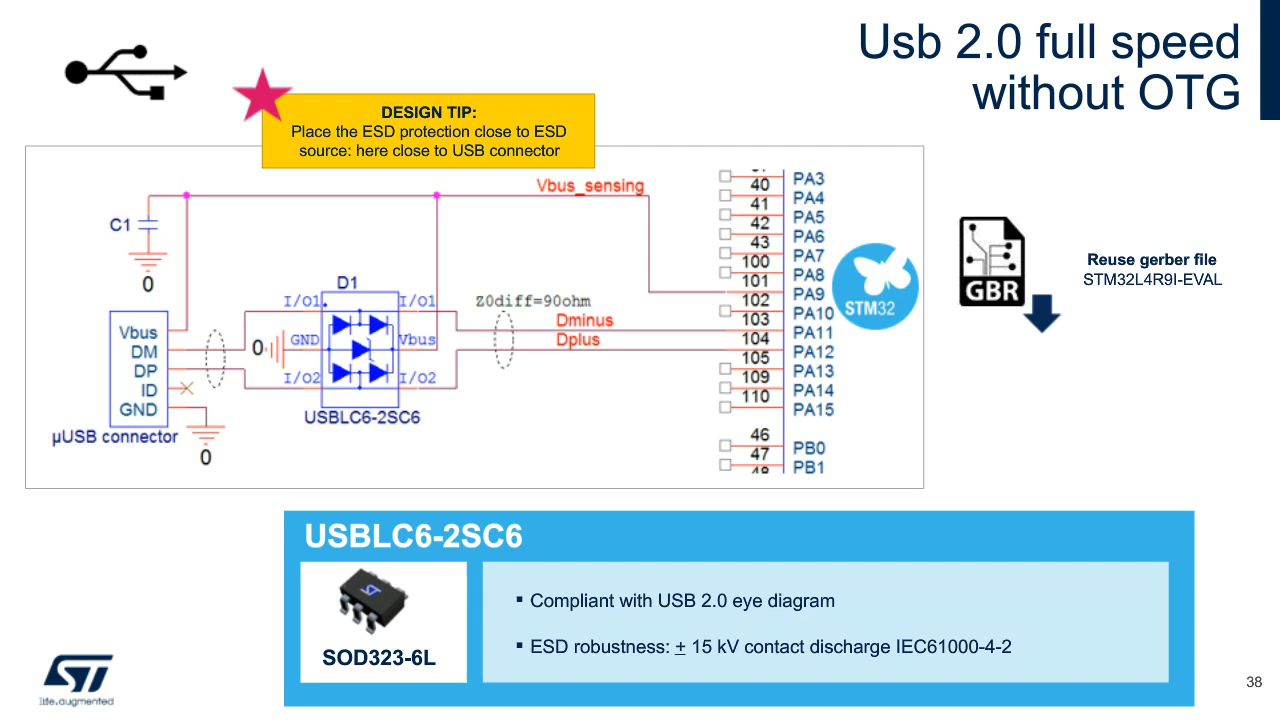 Usb 2.0 full speed
without OTG
DESIGN TIP:
Place the ESD protection close to ESD
source: here close to USB connector
Vbus_sensing
C1
0
D1
I/O1
I/O1
GND
Vbus
I/O2
I/O2
0
USBLC6-2SC6
Z0diff=90ohm
Dminus
Dplus
Vbus
DM
DP
ID
GND
µUSB connector
0
40
41
42
43
100
101
102
103
104
105
109
110
46
47
48
PA3
PA4
PA5
PA6
PA7
PA8
PA9
PA10
PA11
PA12
PA13
PA14
PA15
PB0
PB1
STM32
GBR
Reuse gerber file
STM32L4R9I-EVAL
USBLC6-2SC6
ST
SOD323-6L
▪ Compliant with USB 2.0 eye diagram
▪ ESD robustness: ± 15 kV contact discharge IEC61000-4-2
ST
life.augmented
38